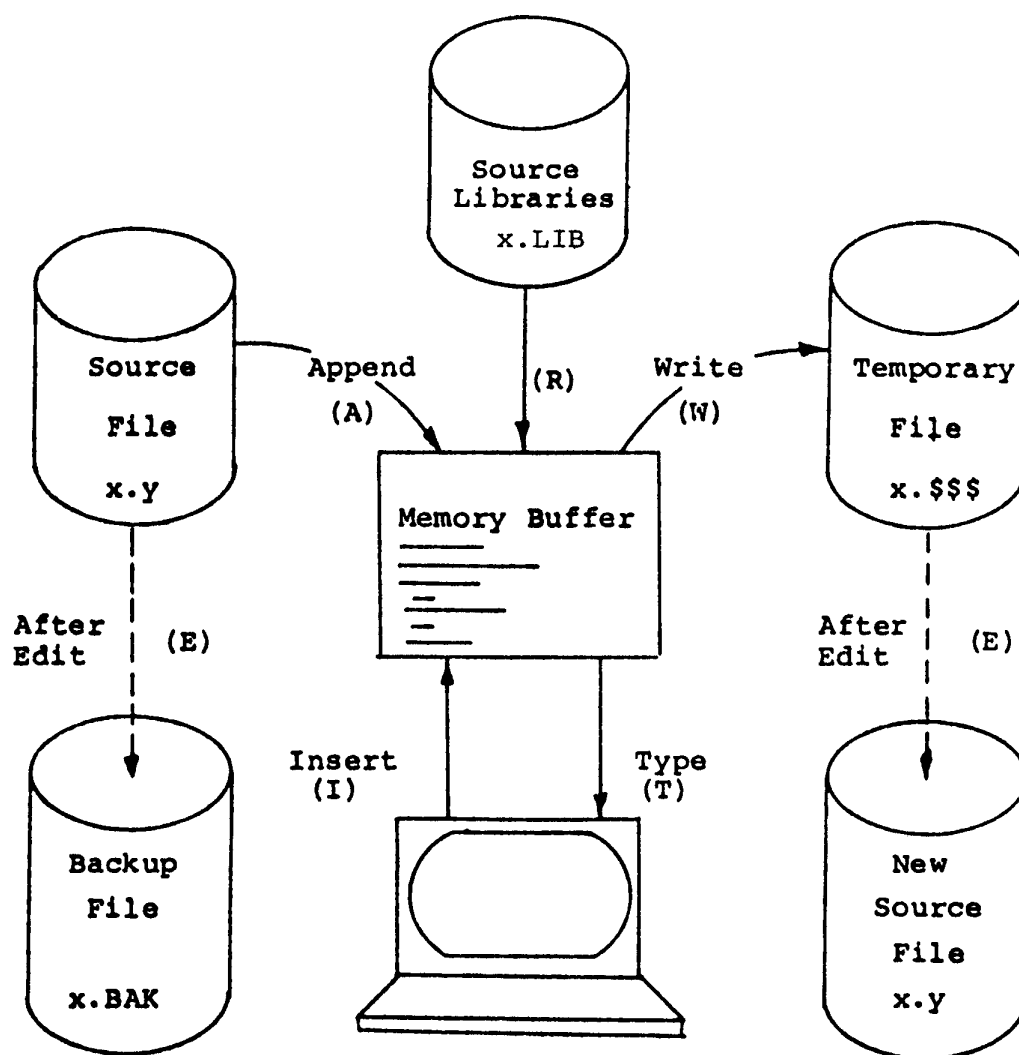 Source
Libraries
x.LIB
Source
File
x.y
Append
(A)
(R)
Write
(W)
Temporary
File
x.$$$
Memory Buffer
After
Edit
(E)
After
Edit
(E)
Insert
(I)
Type
(T)
Backup
File
x.BAK
New
Source
File
x.y